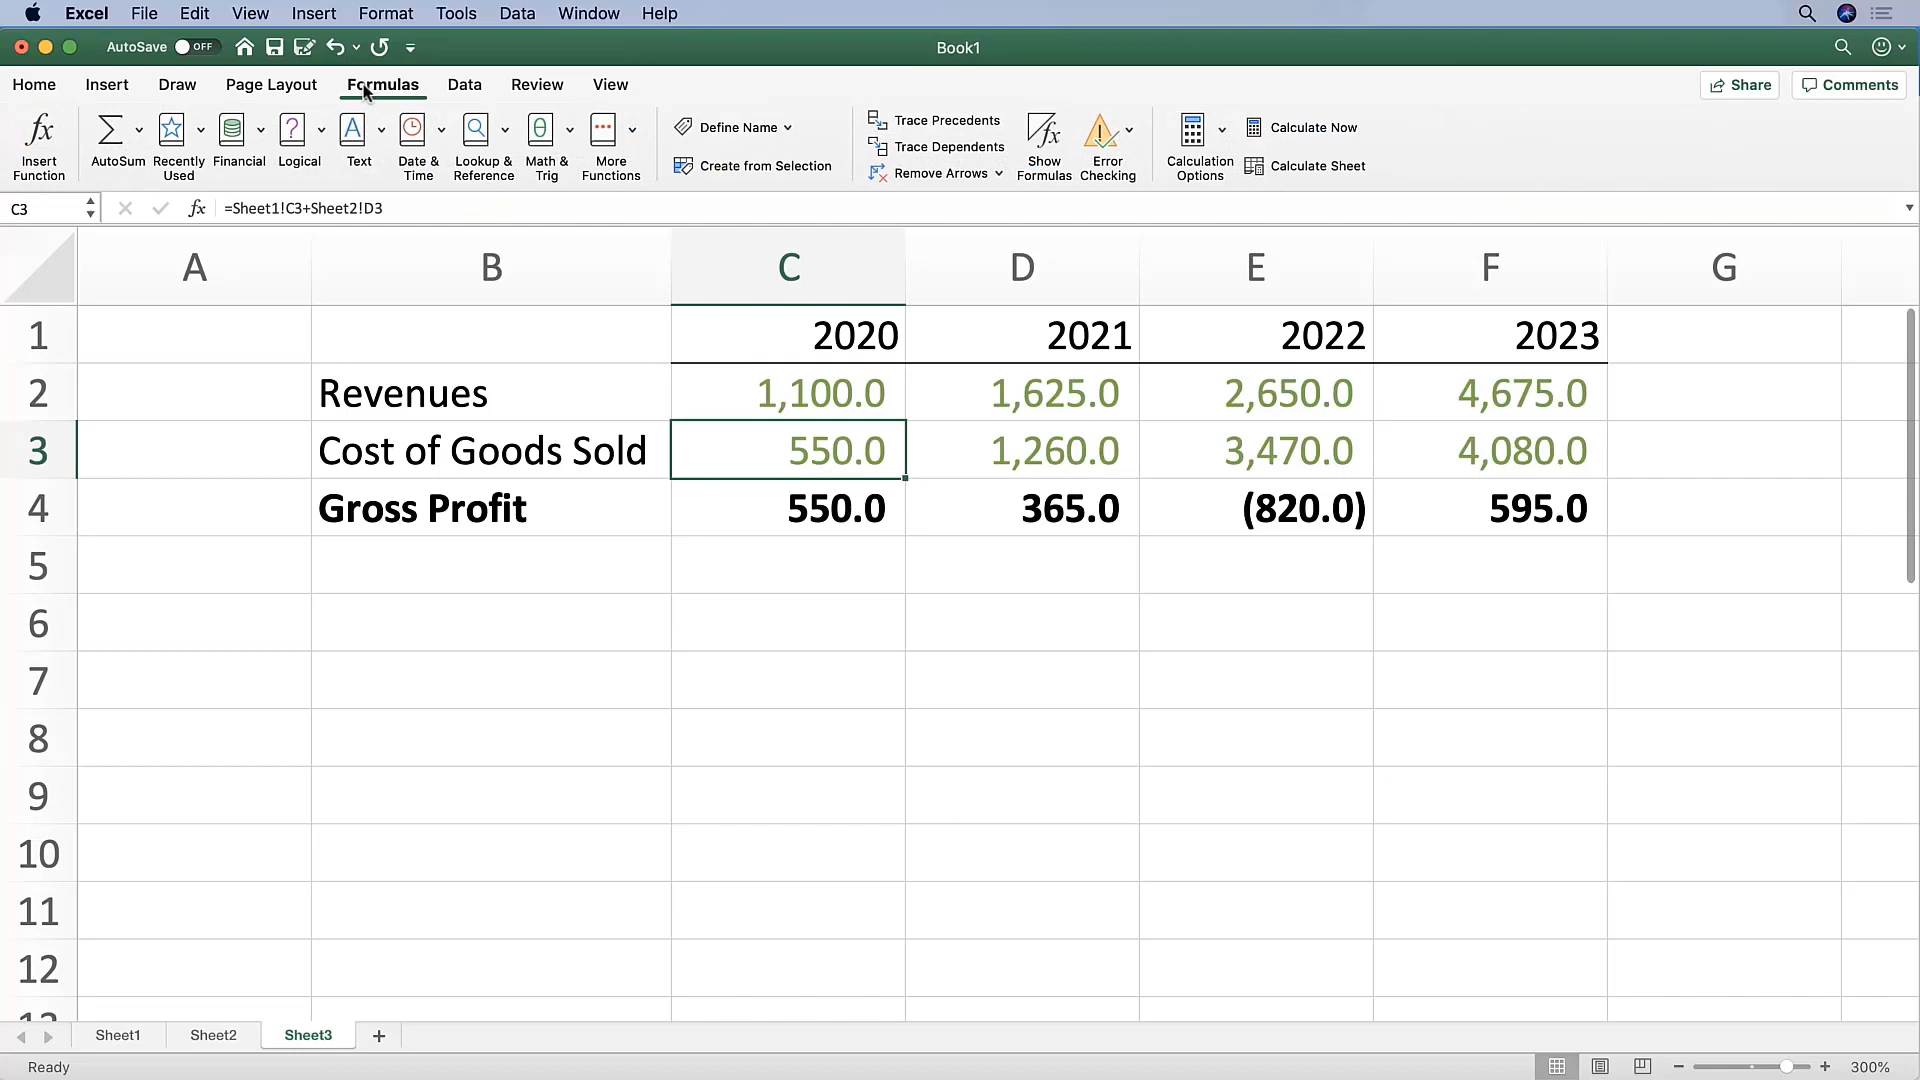 Excel File Edit View Insert Format Tools Data Window Help
AutoSave OFF Book1
Home Insert Draw Page Layout Formulas Data Review View Share Comments
Insert Function AutoSum Recently Used Financial Logical Text Date & Time Lookup & Reference Math & Trig More Functions
Define Name
Create from Selection
Trace Precedents
Trace Dependents
Remove Arrows
Show Formulas Error Checking Calculation Options
Calculate Now
Calculate Sheet
C3 fx =Sheet1!C3+Sheet2!D3
A B C D E F G
1 2020 2021 2022 2023
2 Revenues 1,100.0 1,625.0 2,650.0 4,675.0
3 Cost of Goods Sold 550.0 1,260.0 3,470.0 4,080.0
4 Gross Profit 550.0 365.0 (820.0) 595.0
5
6
7
8
9
10
11
12
13
Sheet1 Sheet2 Sheet3 +
Ready 300%